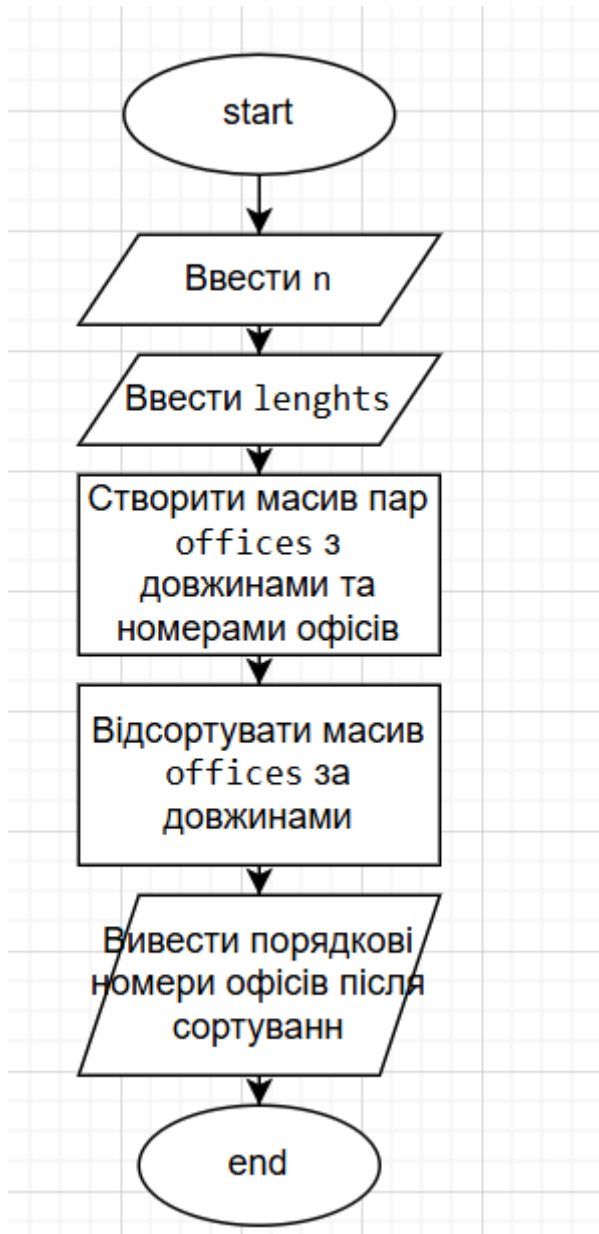 start
Ввести n
Ввести lenghts
Створити масив пар
offices з
довжинами та
номерами офісів
Відсортувати масив
offices за
довжинами
Вивести порядкові
номери офісів після
сортуванн
end